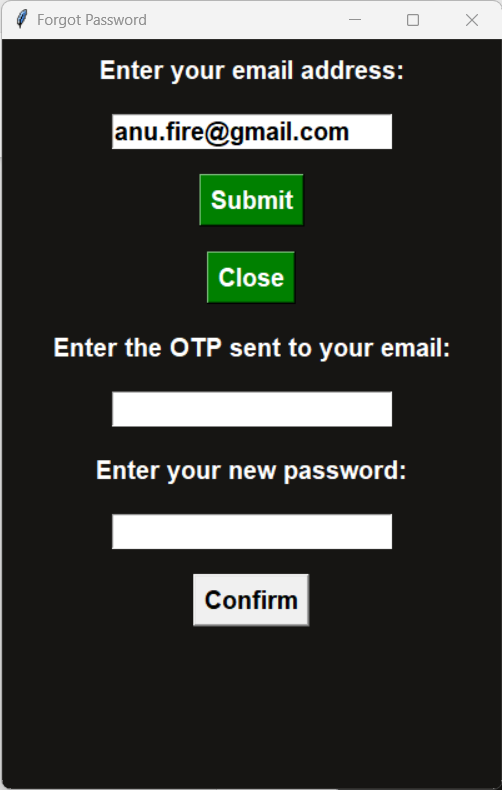 Forgot Password
Enter your email address:
anu.fire@gmail.com
Submit
Close
Enter the OTP sent to your email:
Enter your new password:
Confirm